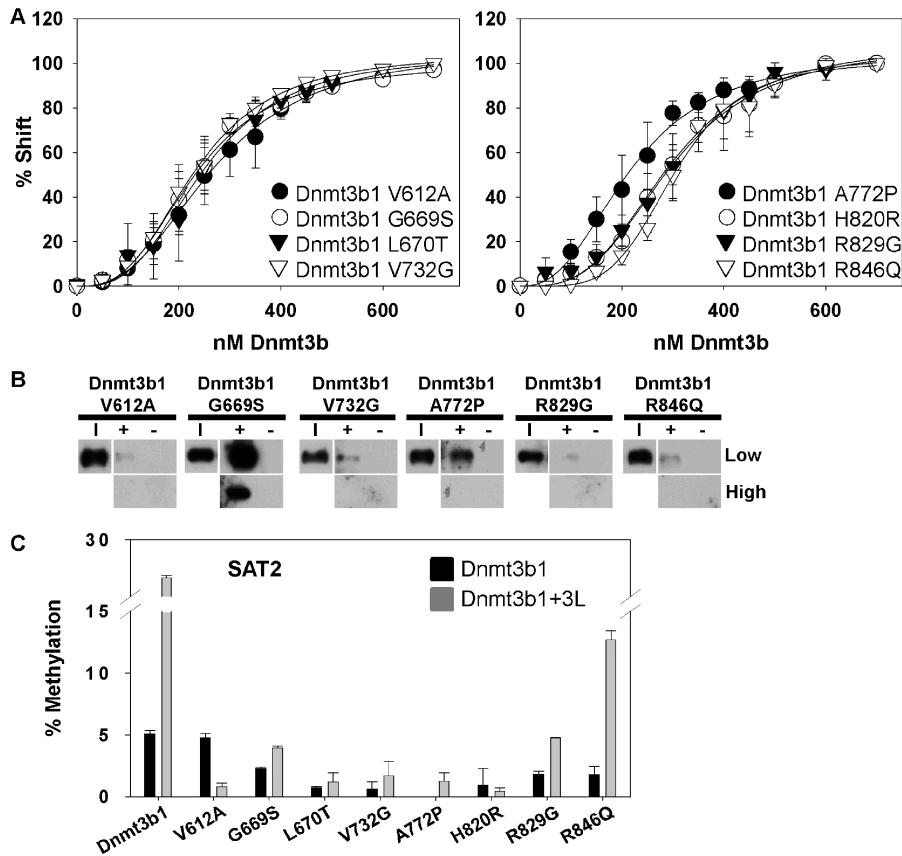 A
% Shift
120
100
80
60
40
20
0
0 200 400 600
nM Dnmt3b
Dnmt3b1 V612A
Dnmt3b1 G669S
Dnmt3b1 L670T
Dnmt3b1 V732G
120
100
80
60
40
20
0
0 200 400 600
nM Dnmt3b
Dnmt3b1 A772P
Dnmt3b1 H820R
Dnmt3b1 R829G
Dnmt3b1 R846Q
B
Dnmt3b1 Dnmt3b1 Dnmt3b1 Dnmt3b1 Dnmt3b1 Dnmt3b1
V612A G669S V732G A772P R829G R846Q
I + - I + - I + - I + - I + - I + -
Low
High
C
% Methylation
30
15
10
5
0
SAT2
Dnmt3b1
Dnmt3b1+3L
Dnmt3b1 V612A G669S L670T V732G A772P H820R R829G R846Q